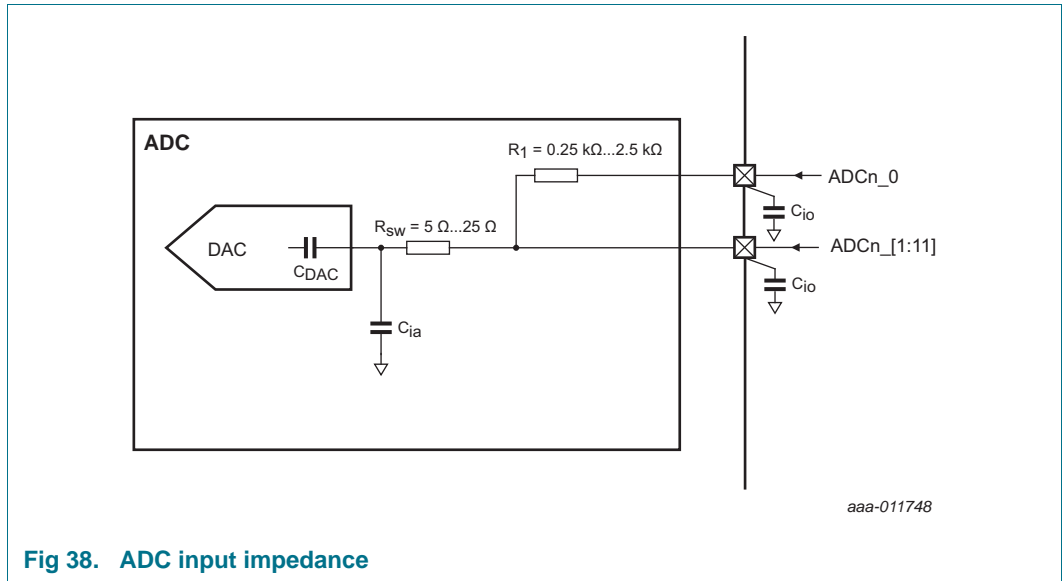 ADC
R1 = 0.25 kΩ...2.5 kΩ
ADCn_0
Cio
Rsw = 5 Ω...25 Ω
DAC
CDAC
ADCn_[1:11]
Cio
Cia
aaa-011748
Fig 38. ADC input impedance